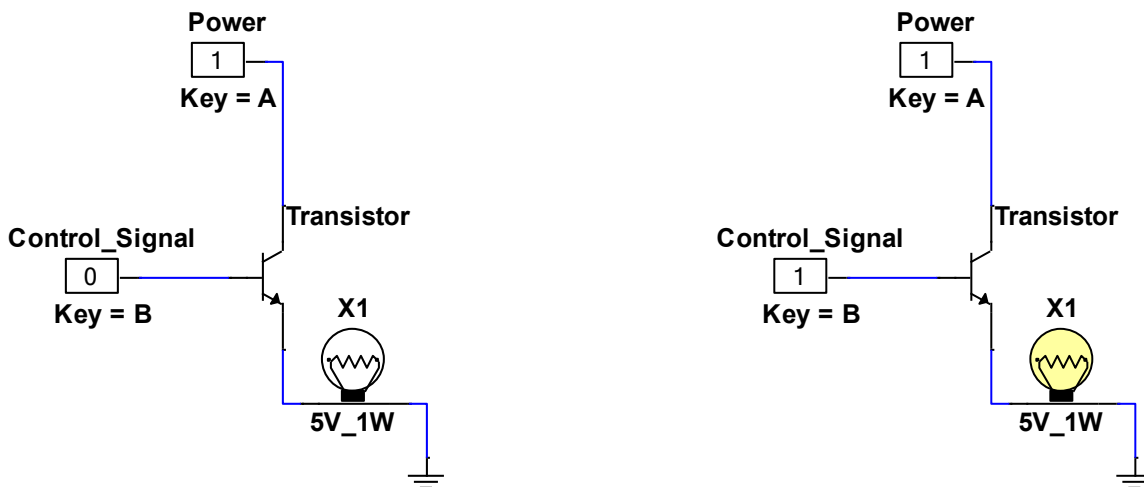 Power
1
Key = A
Transistor
Control_Signal
0
Key = B
X1
5V_1W
Power
1
Key = A
Transistor
Control_Signal
1
Key = B
X1
5V_1W